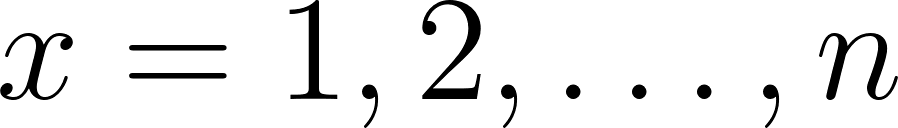 x = 1, 2, . . . , n